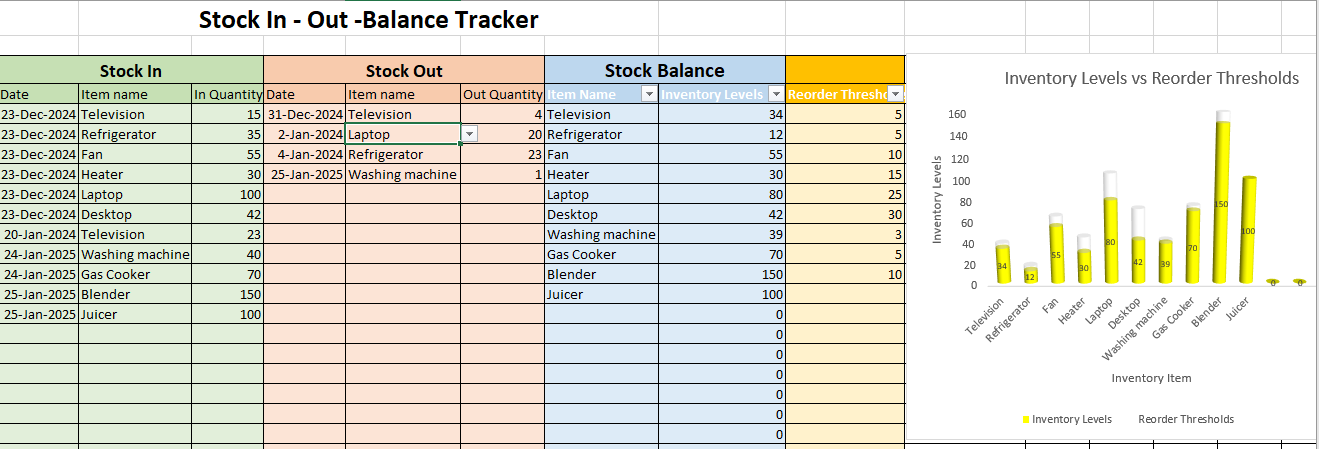 Stock In - Out -Balance Tracker
Stock In Stock Out Stock Balance
Date Item name In Quantity Date Item name Out Quantity Item Name Inventory Levels Reorder Thresho
23-Dec-2024 Television 15 31-Dec-2024 Television 4 Television 34 5
23-Dec-2024 Refrigerator 35 2-Jan-2024 Laptop 20 Refrigerator 12 5
23-Dec-2024 Fan 55 4-Jan-2024 Refrigerator 23 Fan 55 10
23-Dec-2024 Heater 30 25-Jan-2025 Washing machine 1 Heater 30 15
23-Dec-2024 Laptop 100 Laptop 80 25
23-Dec-2024 Desktop 42 Desktop 42 30
20-Jan-2024 Television 23 Washing machine 39 3
24-Jan-2025 Washing machine 40 Gas Cooker 70 5
24-Jan-2025 Gas Cooker 70 Blender 150 10
25-Jan-2025 Blender 150 Juicer 100
25-Jan-2025 Juicer 100 0
0
0
0
0
0
0
Inventory Levels vs Reorder Thresholds
Inventory Levels
160
140
120
100
80
60
40
20
0
34 12 55 30 80 42 39 70 150 100 0 0
Television Refrigerator Fan Heater Laptop Desktop Washing machine Gas Cooker Blender Juicer
Inventory Item
Inventory Levels Reorder Thresholds